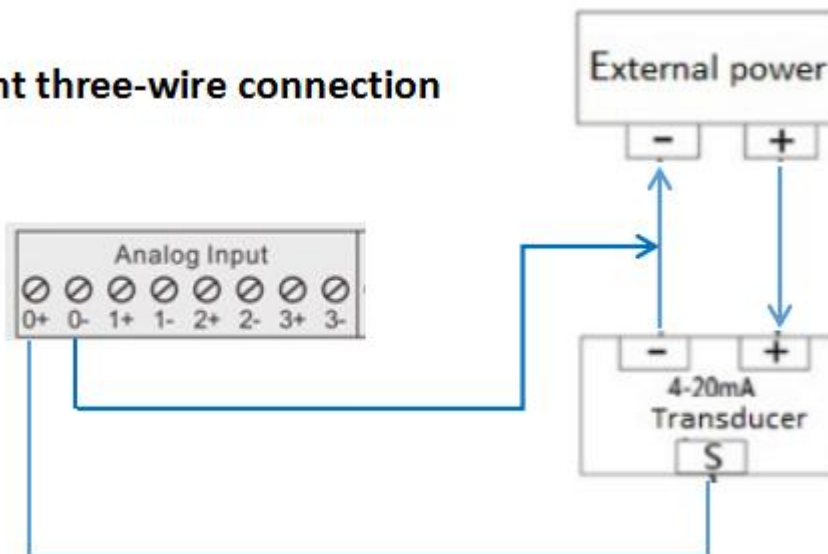 nt three-wire connection
External power
- +
Analog Input
0+ 0- 1+ 1- 2+ 2- 3+ 3-
- +
4-20mA
Transducer
S